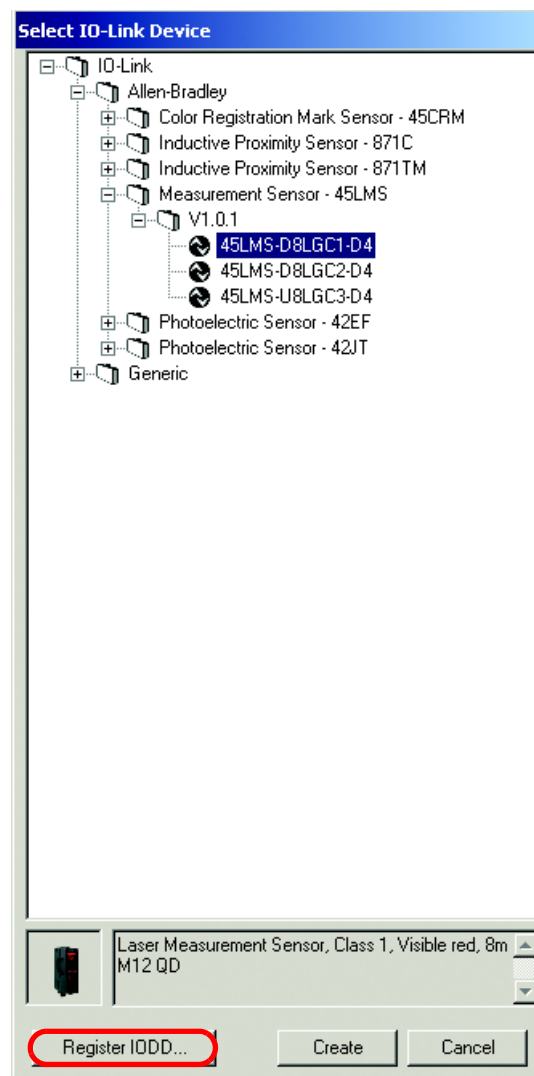 Select IO-Link Device
IO-Link
Allen-Bradley
Color Registration Mark Sensor - 45CRM
Inductive Proximity Sensor - 871C
Inductive Proximity Sensor - 871TM
Measurement Sensor - 45LMS
V1.0.1
45LMS-D8LGC1-D4
45LMS-D8LGC2-D4
45LMS-U8LGC3-D4
Photoelectric Sensor - 42EF
Photoelectric Sensor - 42JT
Generic
Laser Measurement Sensor, Class 1, Visible red, 8m
M12 QD
Register IODD...
Create
Cancel